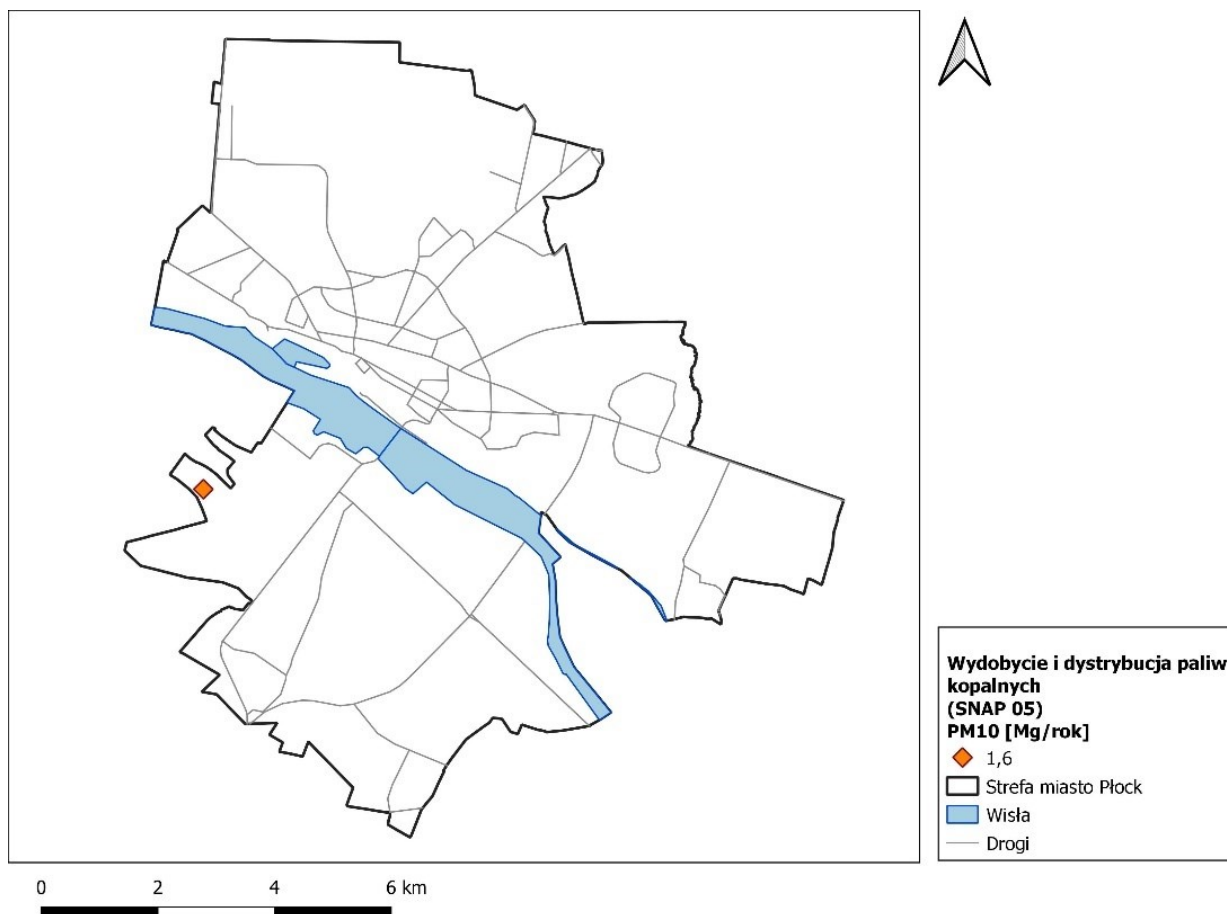 Wydobycie i dystrybucja paliw
kopalnych
(SNAP 05)
PM10 [Mg/rok]
1,6
Strefa miasto Płock
Wisła
Drogi
0 2 4 6 km